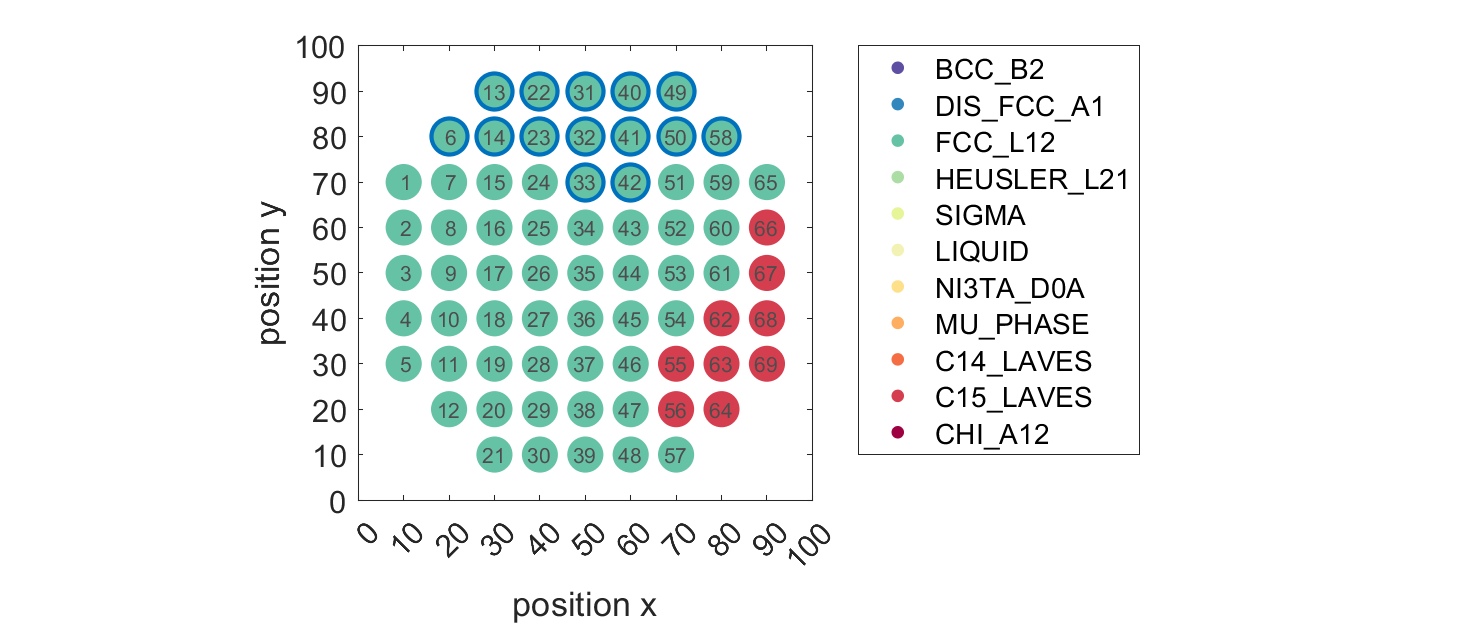 100
90
80
70
60
50
40
30
20
10
0
position y
13 22 31 40 49
6 14 23 32 41 50 58
1 7 15 24 33 42 51 59 65
2 8 16 25 34 43 52 60 66
3 9 17 26 35 44 53 61 67
4 10 18 27 36 45 54 62 68
5 11 19 28 37 46 55 63 69
12 20 29 38 47 56 64
21 30 39 48 57
0 10 20 30 40 50 60 70 80 90 100
position x
BCC_B2
DIS_FCC_A1
FCC_L12
HEUSLER_L21
SIGMA
LIQUID
NI3TA_D0A
MU_PHASE
C14_LAVES
C15_LAVES
CHI_A12